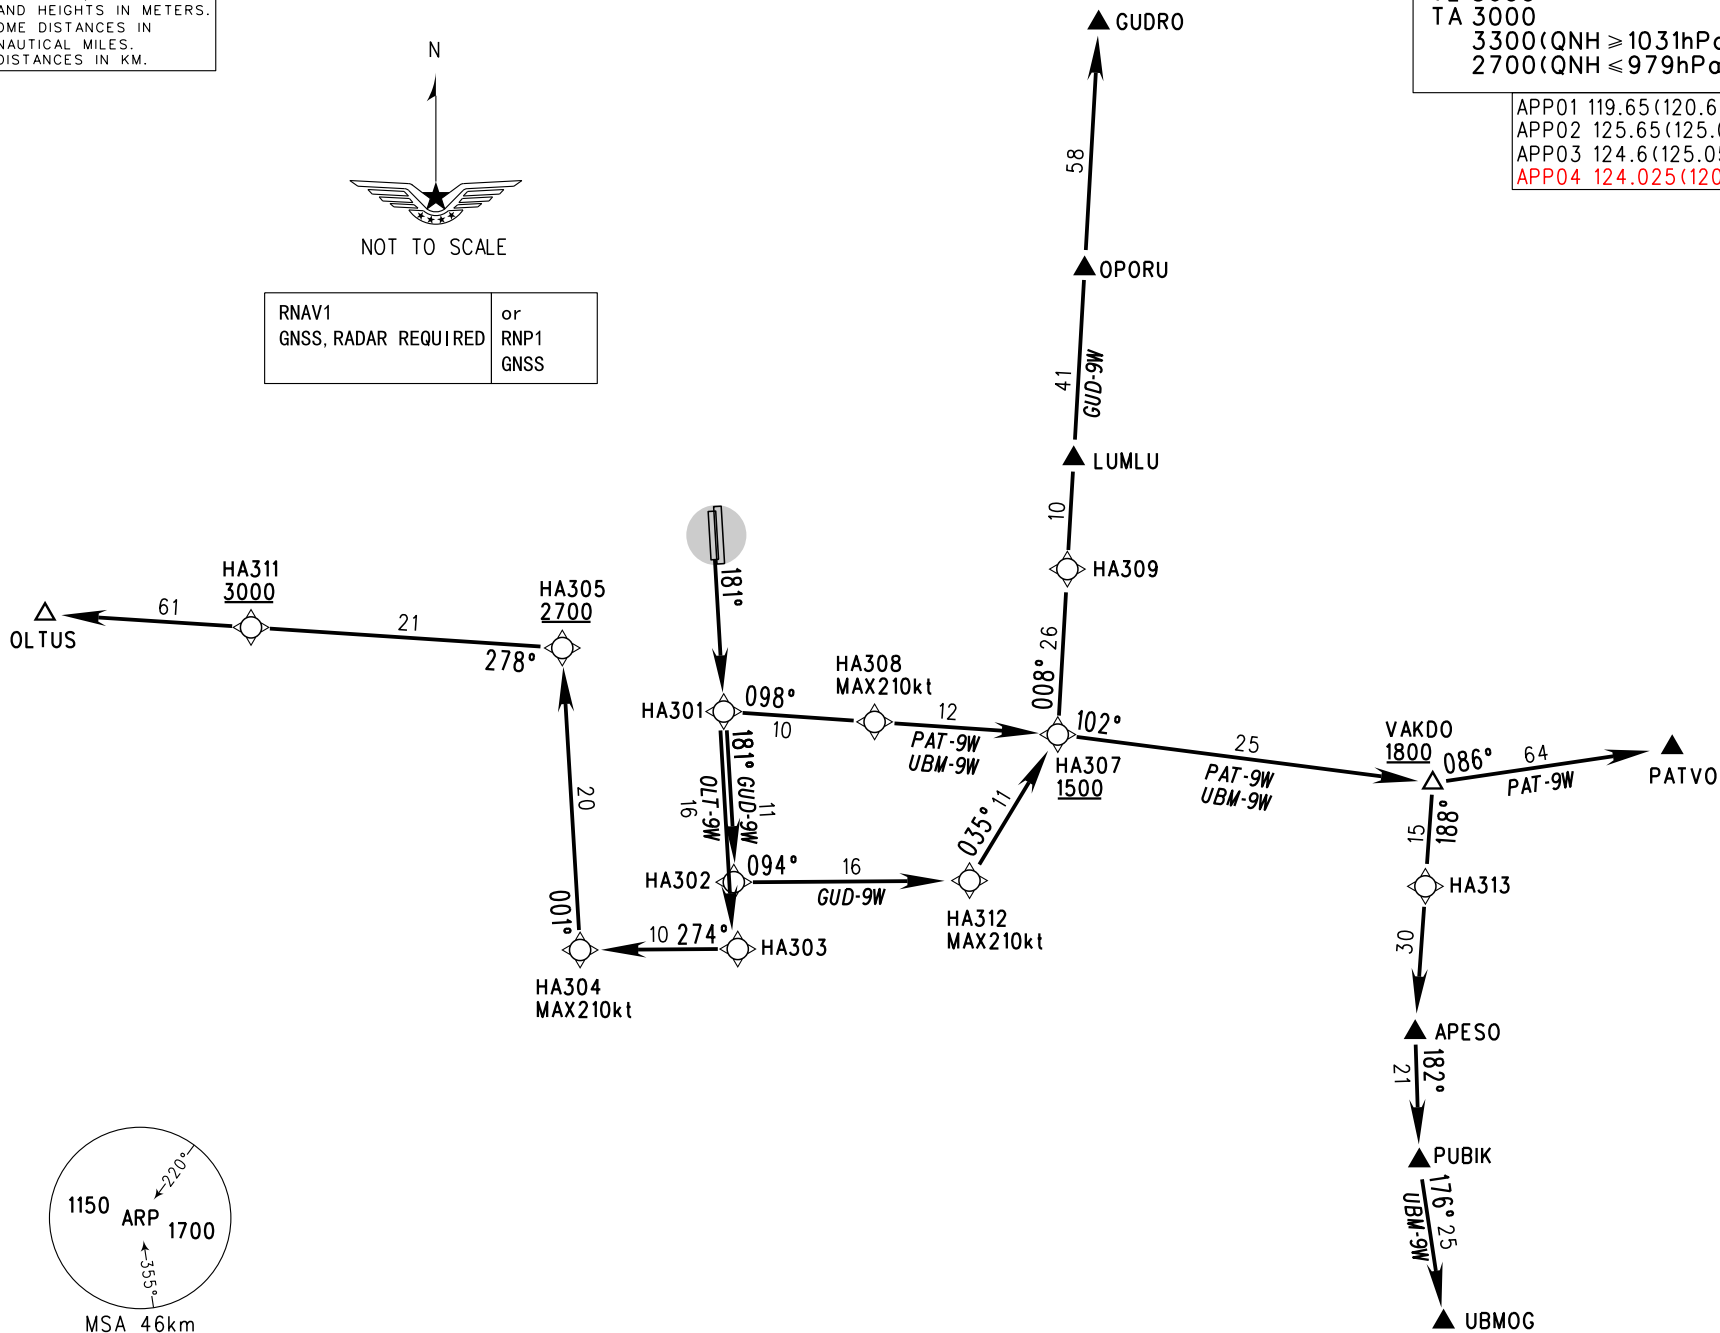 AND HEIGHTS IN METERS.
OME DISTANCES IN
NAUTICAL MILES.
DISTANCES IN KM.
TA 3000
3300(QNH ≥1031hPa
2700(QNH ≤979hPa
APP01 119.65(120.6
APP02 125.65(125.
APP03 124.6(125.05
APP04 124.025(120
N
NOT TO SCALE
RNAV1
GNSS, RADAR REQUIRED
or
RNP1
GNSS
GUDRO
58
OPORU
41
GUD-9W
LUMLU
10
HA309
008° 26
181°
HA311
3000
HA305
2700
61
21
278°
OLTUS
HA301
098°
10
HA308
MAX210kt
12
PAT-9W
UBM-9W
102°
HA307
1500
25
PAT-9W
UBM-9W
VAKDO
1800
086°
64
PAT-9W
PATVO
20
001°
181° GUD-9W
11
OLT-9W
16
HA302
094°
16
GUD-9W
035° 11
HA312
MAX210kt
10
274°
HA303
HA304
MAX210kt
188°
15
HA313
30
APESO
182°
21
PUBIK
176° 25
UBM-9W
UBMOG
220°
1150
ARP
1700
355°
MSA 46km